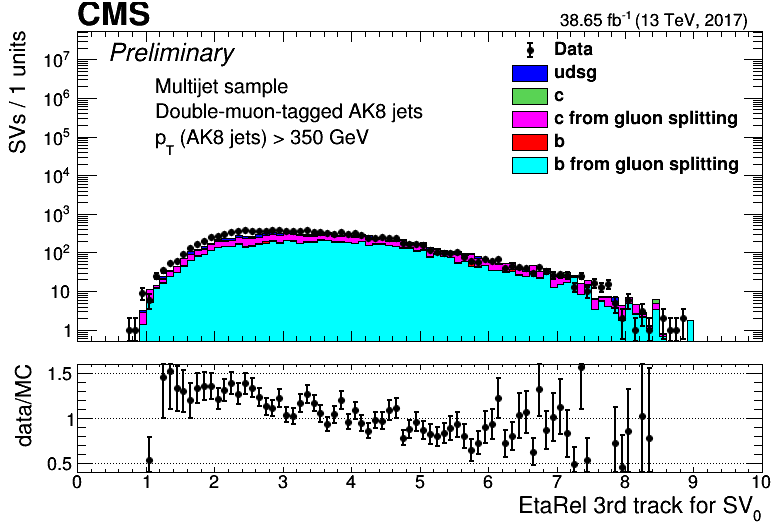 CMS
38.65 fb⁻¹ (13 TeV, 2017)
Preliminary
Multijet sample
Double-muon-tagged AK8 jets
p_T (AK8 jets) > 350 GeV
Data
udsg
c
c from gluon splitting
b
b from gluon splitting
SVs / 1 units
10⁷
10⁶
10⁵
10⁴
10³
10²
10
1
data/MC
1.5
1
0.5
0 1 2 3 4 5 6 7 8 9 10
EtaRel 3rd track for SV₀